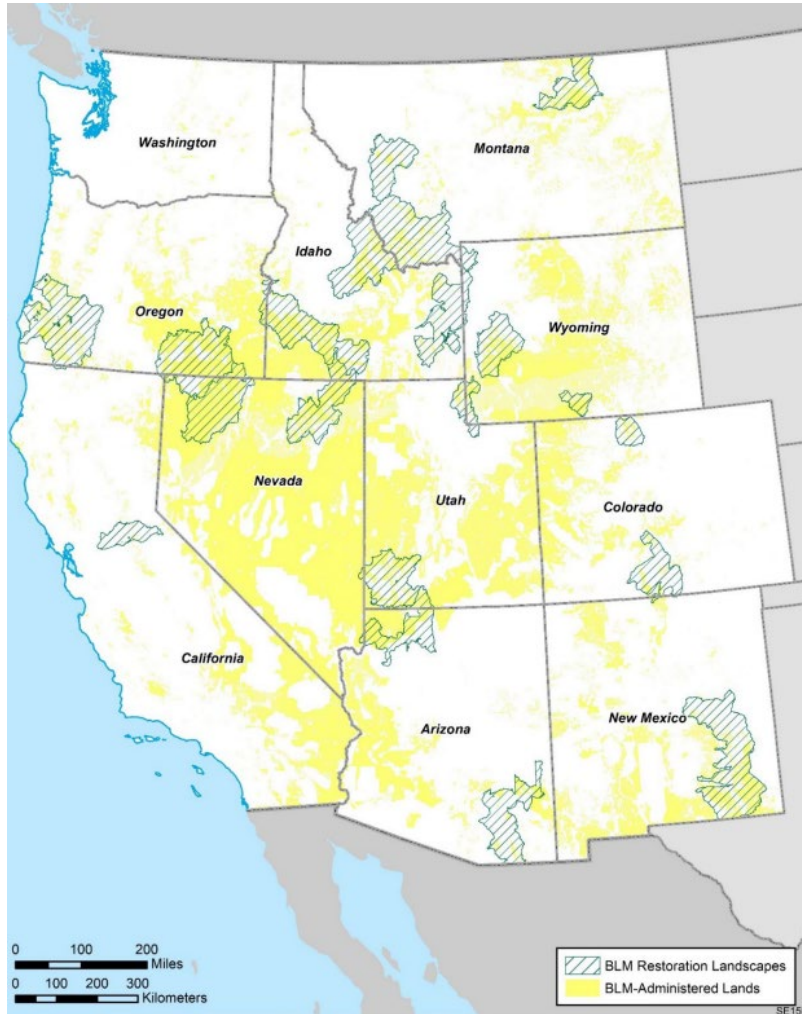 Washington
Montana
Idaho
Oregon
Wyoming
Nevada
Utah
Colorado
California
Arizona
New Mexico
0 100 200
Miles
0 100 200 300
Kilometers
BLM Restoration Landscapes
BLM-Administered Lands
SE15